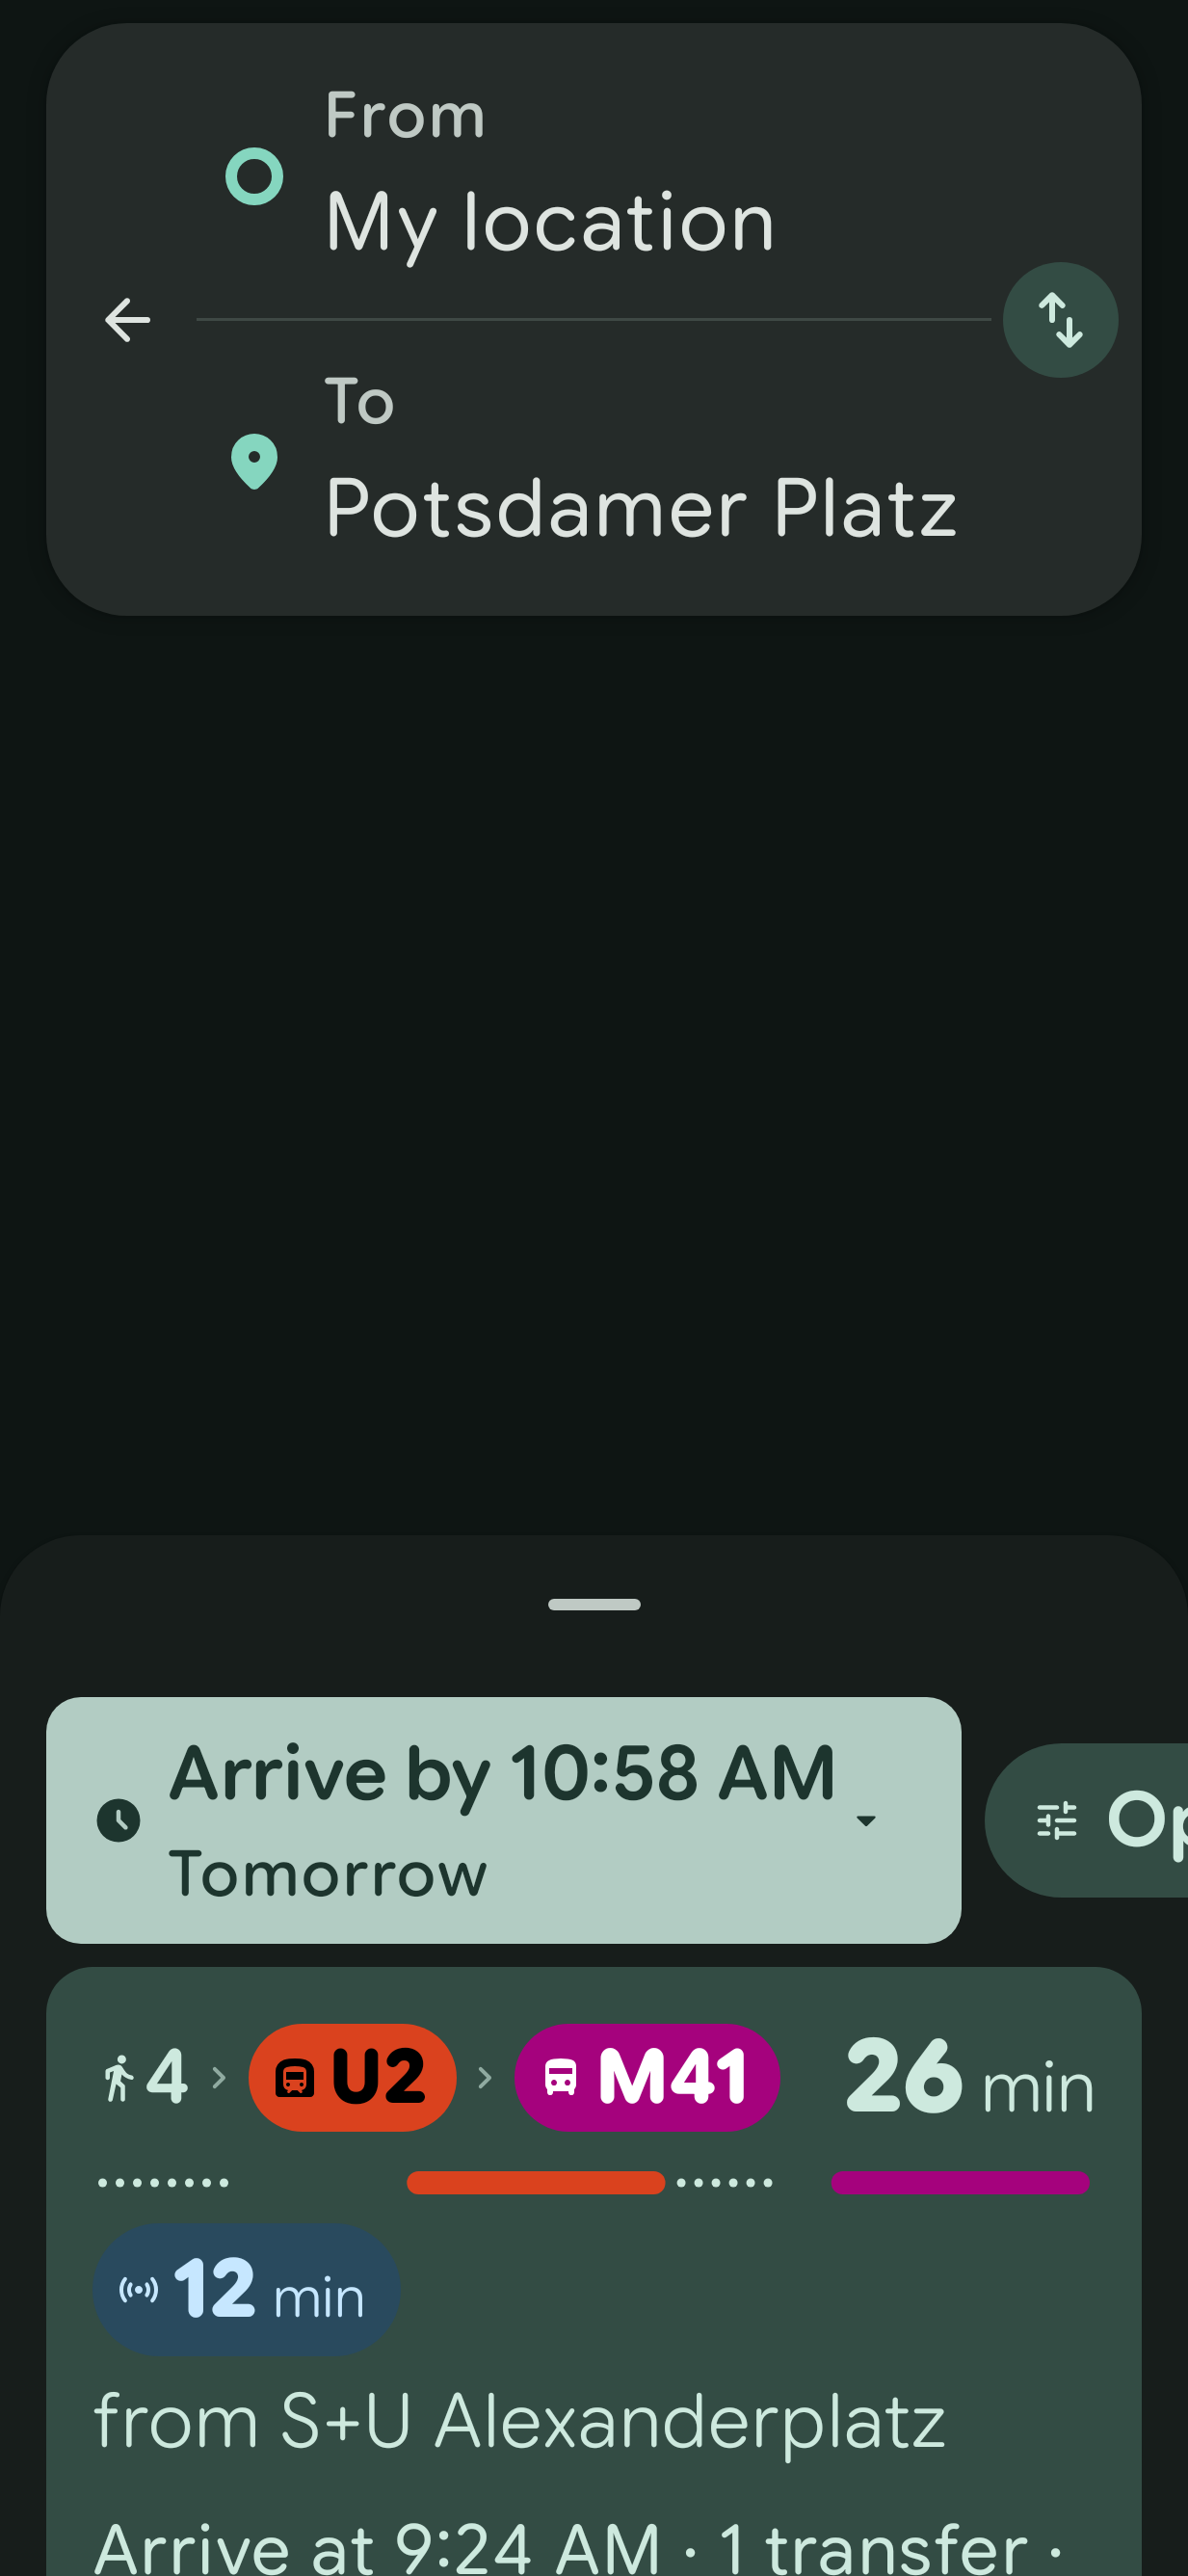 From
My location
To
Potsdamer Platz
Arrive by 10:58 AM
Tomorrow
4 U2 M41 26 min
12 min
from S+U Alexanderplatz
Arrive at 9:24 AM · 1 transfer ·